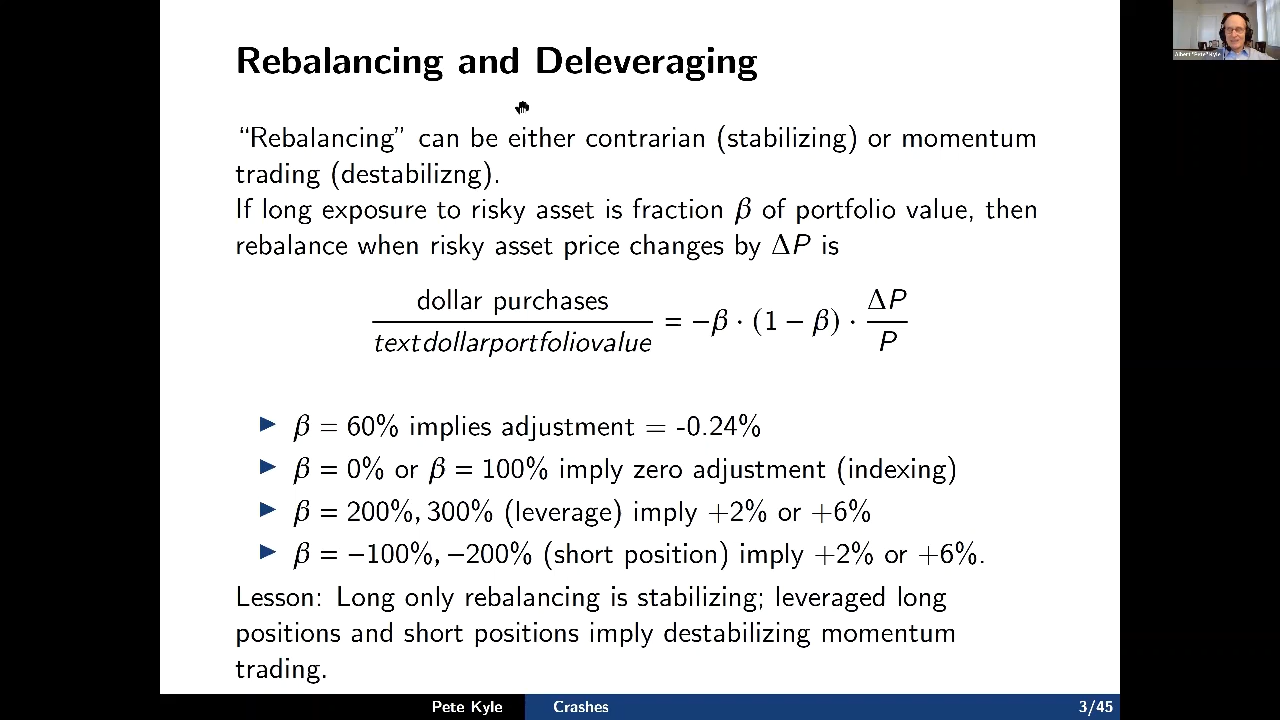 Rebalancing and Deleveraging
Albert "Pete" Kyle
“Rebalancing” can be either contrarian (stabilizing) or momentum
trading (destabilizng).
If long exposure to risky asset is fraction β of portfolio value, then
rebalance when risky asset price changes by ΔP is
dollar purchases / textdollarportfoliovalue = −β · (1 − β) · ΔP / P
▶ β = 60% implies adjustment = -0.24%
▶ β = 0% or β = 100% imply zero adjustment (indexing)
▶ β = 200%, 300% (leverage) imply +2% or +6%
▶ β = −100%, −200% (short position) imply +2% or +6%.
Lesson: Long only rebalancing is stabilizing; leveraged long
positions and short positions imply destabilizing momentum
trading.
Pete Kyle Crashes 3/45